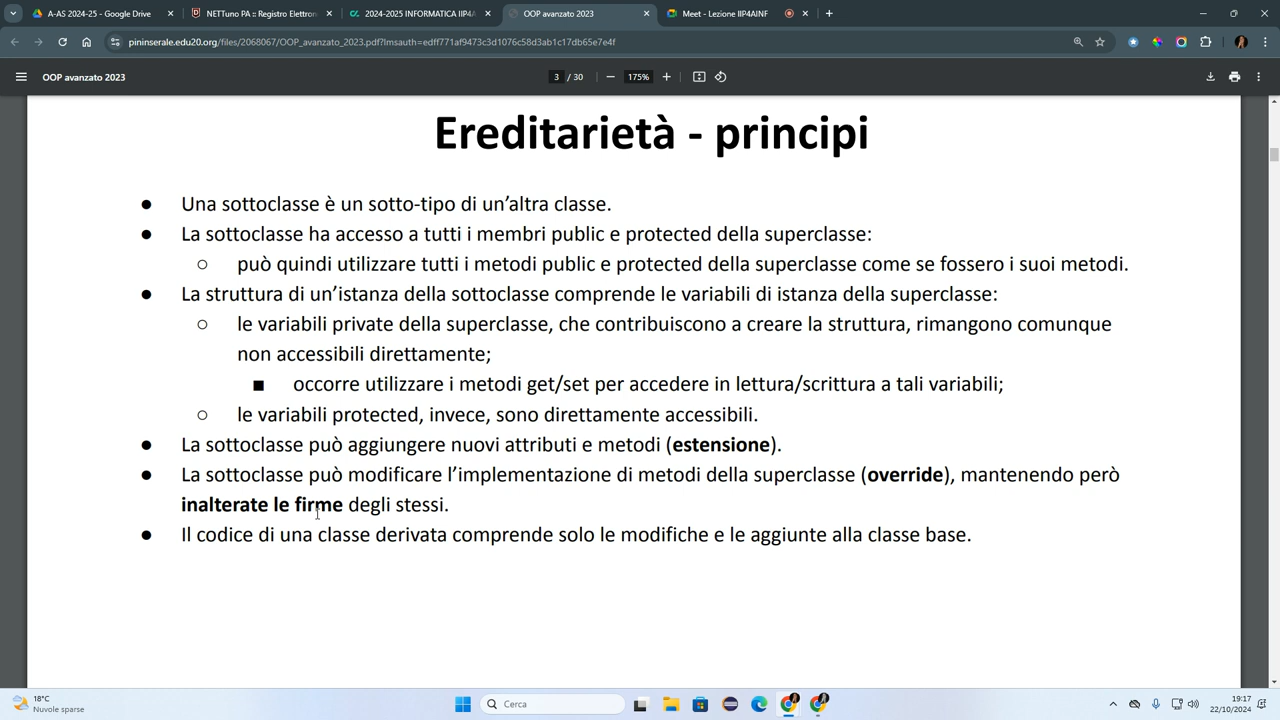 A-AS 2024-25 - Google Drive
NETTuno PA :: Registro Elettron
2024-2025 INFORMATICA IIP4A
OOP avanzato 2023
Meet - Lezione IIP4AINF
pininserale.edu20.org/files/2068067/OOP_avanzato_2023.pdf?lmsauth=edff771af9473c3d1076c58d3ab1c17db65e7e4f
OOP avanzato 2023
3 / 30
175%
Ereditarietà - principi
● Una sottoclasse è un sotto-tipo di un’altra classe.
● La sottoclasse ha accesso a tutti i membri public e protected della superclasse:
○ può quindi utilizzare tutti i metodi public e protected della superclasse come se fossero i suoi metodi.
● La struttura di un’istanza della sottoclasse comprende le variabili di istanza della superclasse:
○ le variabili private della superclasse, che contribuiscono a creare la struttura, rimangono comunque
non accessibili direttamente;
■ occorre utilizzare i metodi get/set per accedere in lettura/scrittura a tali variabili;
○ le variabili protected, invece, sono direttamente accessibili.
● La sottoclasse può aggiungere nuovi attributi e metodi (estensione).
● La sottoclasse può modificare l’implementazione di metodi della superclasse (override), mantenendo però
inalterate le firme degli stessi.
● Il codice di una classe derivata comprende solo le modifiche e le aggiunte alla classe base.
18°C
Nuvole sparse
Cerca
19:17
22/10/2024